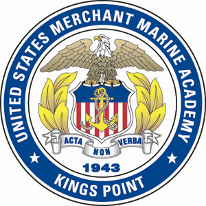 UNITED STATES MERCHANT MARINE ACADEMY
ACTA NON VERBA
1943
KINGS POINT